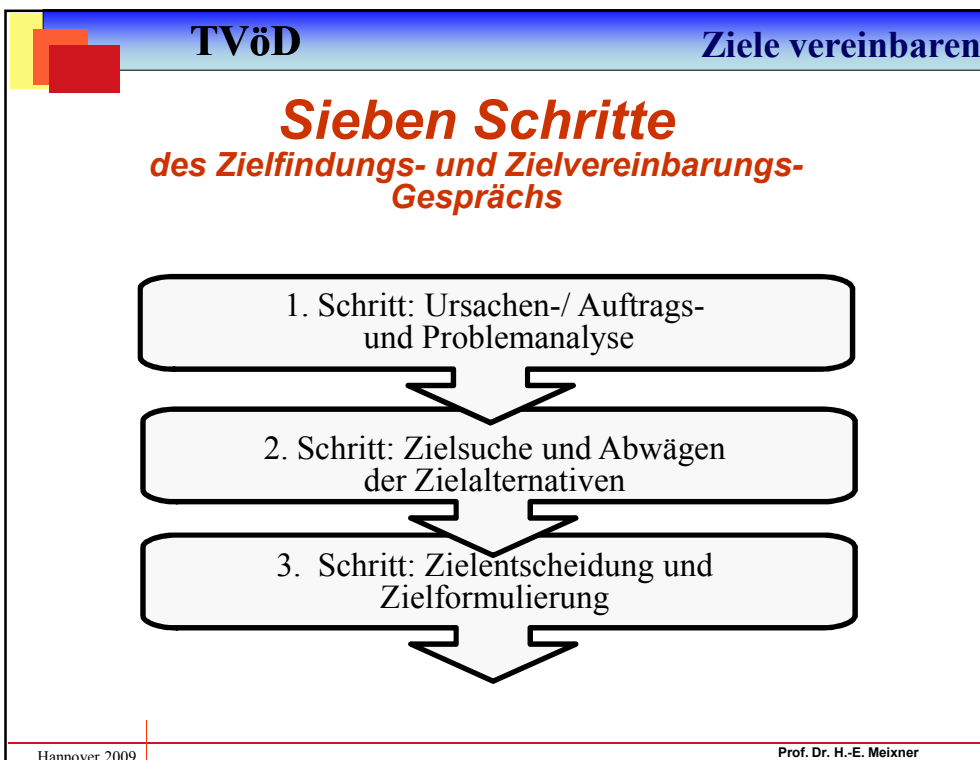 TVöD
Ziele vereinbaren
Sieben Schritte
des Zielfindungs- und Zielvereinbarungs-
Gesprächs
1. Schritt: Ursachen-/ Auftrags-
und Problemanalyse
2. Schritt: Zielsuche und Abwägen
der Zielalternativen
3. Schritt: Zielentscheidung und
Zielformulierung
Hannover 2009
Prof. Dr. H.-E. Meixner